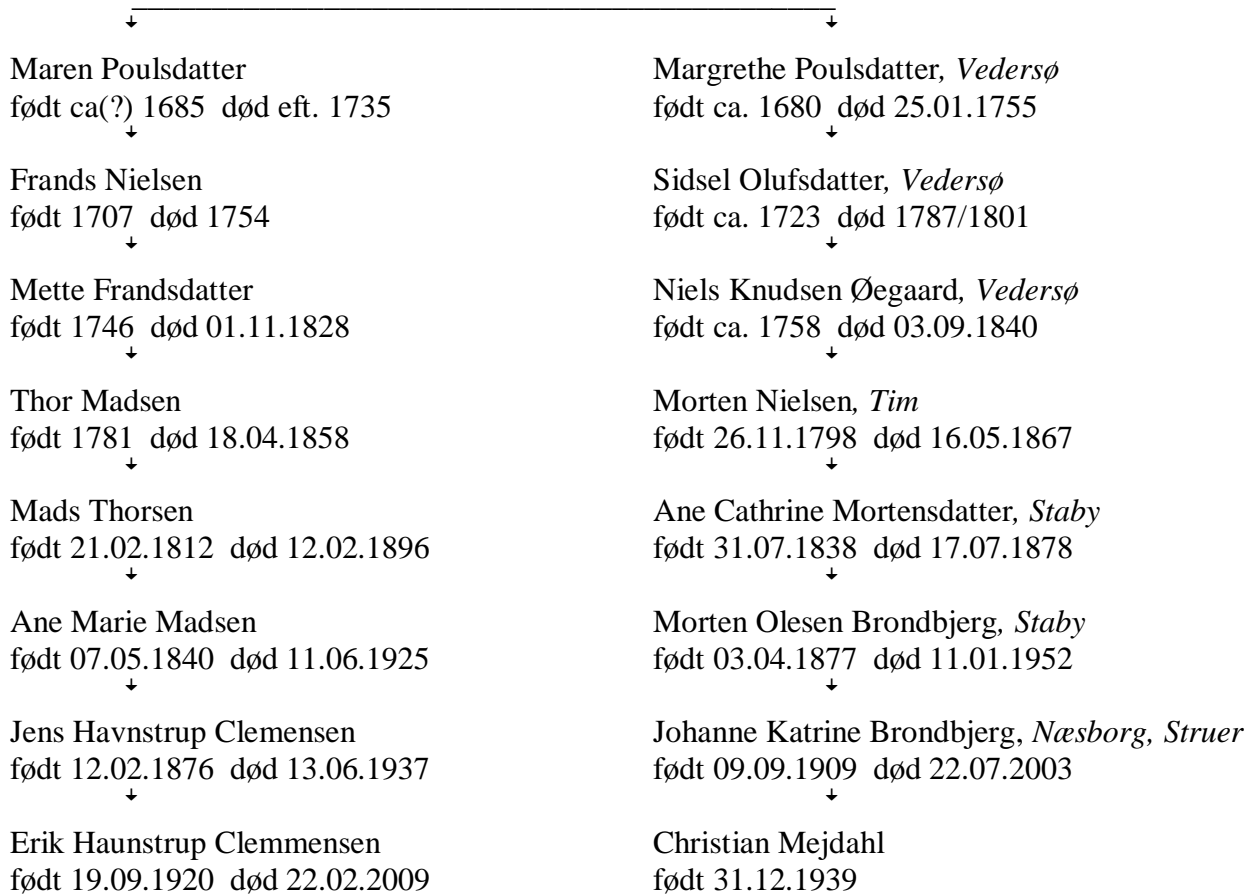 Maren Poulsdatter
født ca(?) 1685 død eft. 1735
Frands Nielsen
født 1707 død 1754
Mette Frandsdatter
født 1746 død 01.11.1828
Thor Madsen
født 1781 død 18.04.1858
Mads Thorsen
født 21.02.1812 død 12.02.1896
Ane Marie Madsen
født 07.05.1840 død 11.06.1925
Jens Havnstrup Clemensen
født 12.02.1876 død 13.06.1937
Erik Haunstrup Clemmensen
født 19.09.1920 død 22.02.2009
Margrethe Poulsdatter, Vedersø
født ca. 1680 død 25.01.1755
Sidsel Olufsdatter, Vedersø
født ca. 1723 død 1787/1801
Niels Knudsen Øegaard, Vedersø
født ca. 1758 død 03.09.1840
Morten Nielsen, Tim
født 26.11.1798 død 16.05.1867
Ane Cathrine Mortensdatter, Staby
født 31.07.1838 død 17.07.1878
Morten Olesen Brondbjerg, Staby
født 03.04.1877 død 11.01.1952
Johanne Katrine Brondbjerg, Næsborg, Struer
født 09.09.1909 død 22.07.2003
Christian Mejdahl
født 31.12.1939